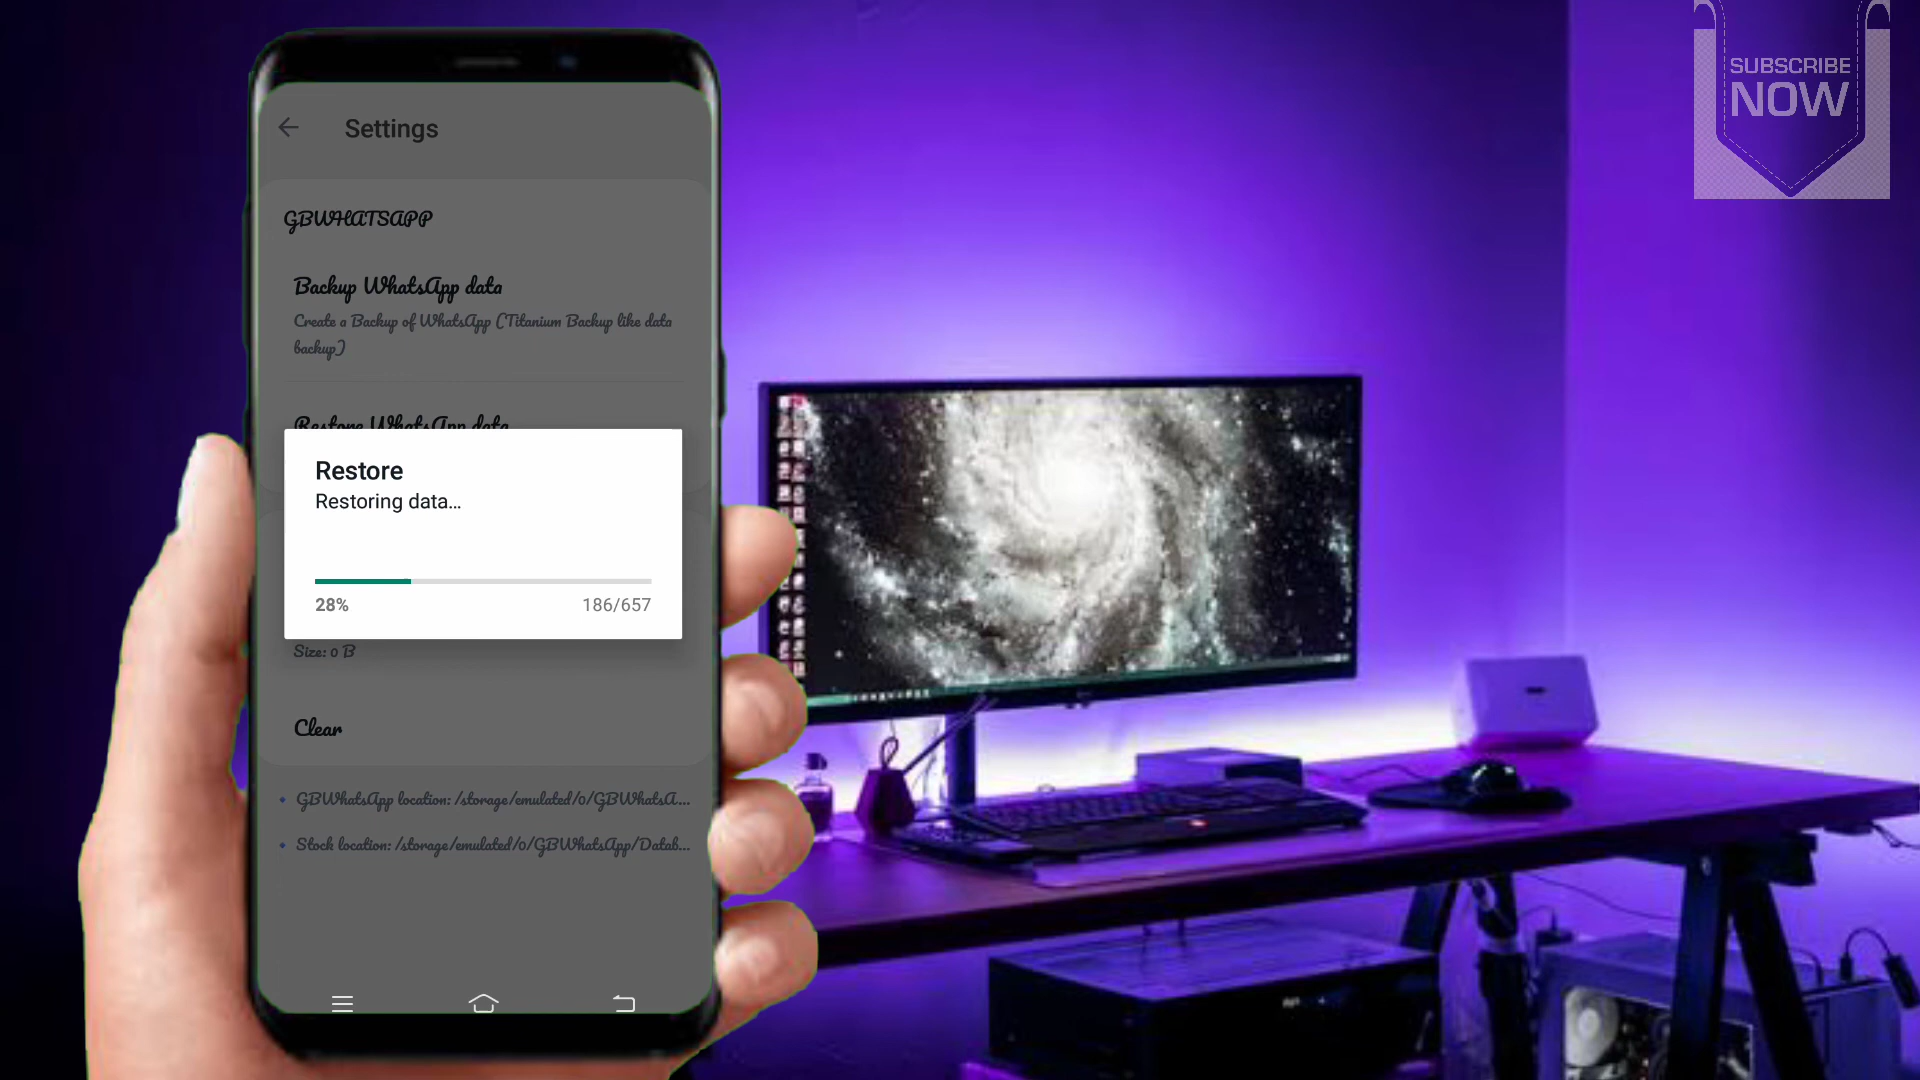 SUBSCRIBE
NOW
Settings
GBWHATSAPP
Backup WhatsApp data
Create a Backup of WhatsApp (Titanium Backup like data
backup)
Restore WhatsApp data
Restore
Restoring data...
28%
186/657
Size: 0 B
Clear
GBWhatsApp location: /storage/emulated/0/GBWhatsA...
Stock location: /storage/emulated/0/GBWhatsApp/Datab...